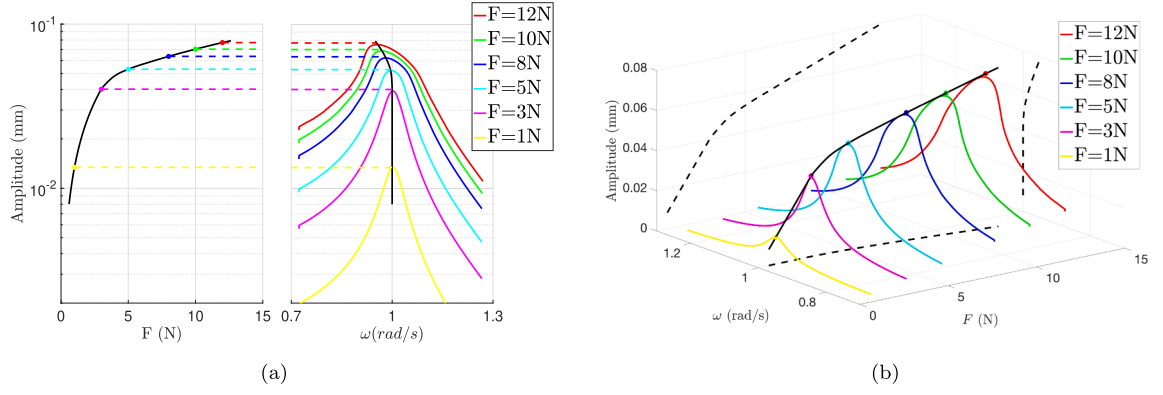 10^{-1}
10^{-2}
Amplitude (mm)
0 5 10 15
F (N)
0.7 1 1.3
ω(rad/s)
F=12N
F=10N
F=8N
F=5N
F=3N
F=1N
(a)
0.08
0.06
0.04
0.02
0
Amplitude (mm)
1.2
1
0.8
ω (rad/s)
0
5
10
15
F (N)
F=12N
F=10N
F=8N
F=5N
F=3N
F=1N
(b)